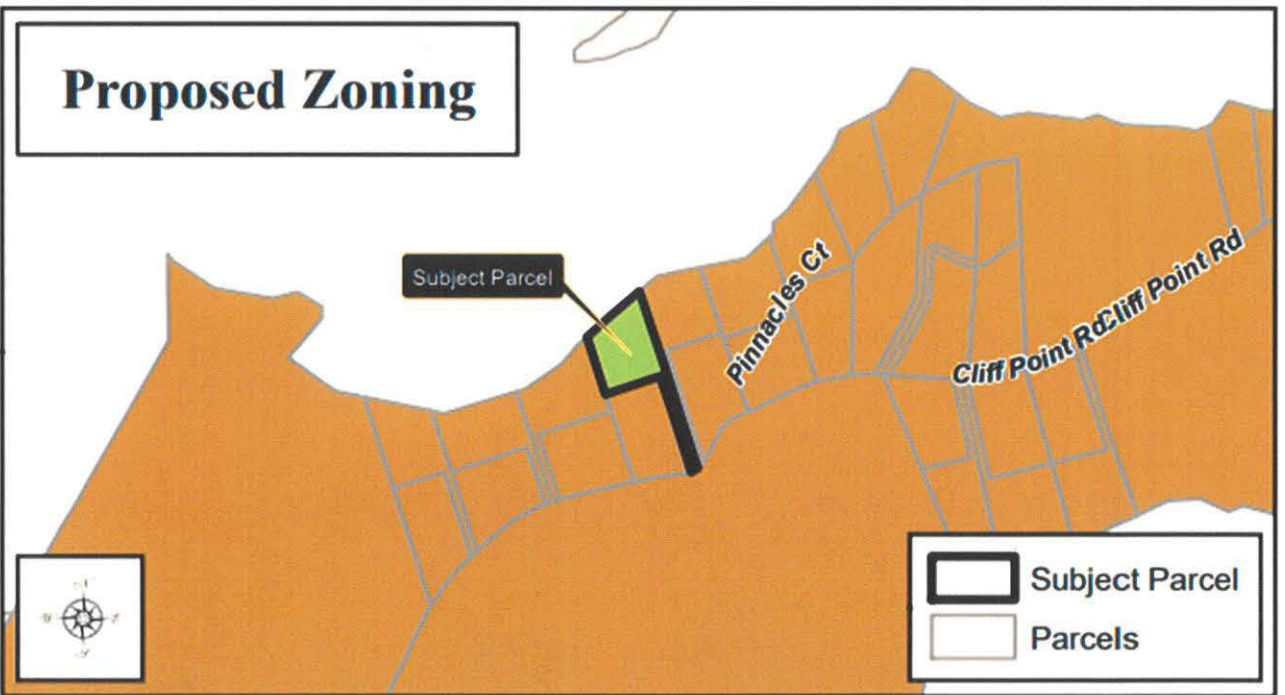 Proposed Zoning
Subject Parcel
Pinnacles Ct
Cliff Point Rd
Cliff Point Rd
Subject Parcel
Parcels